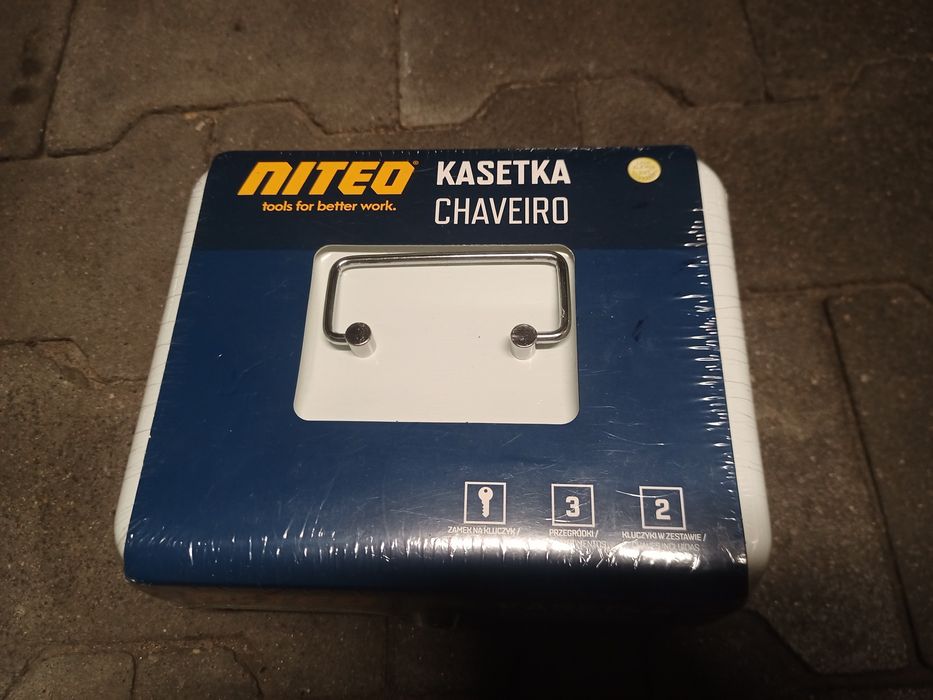 NITEO®
tools for better work.
KASETKA
CHAVEIRO
3
2
ZAMEK NA KLUCZYK /
PRZEGRÓDKI /
KLUCZYKI W ZESTAWIE /